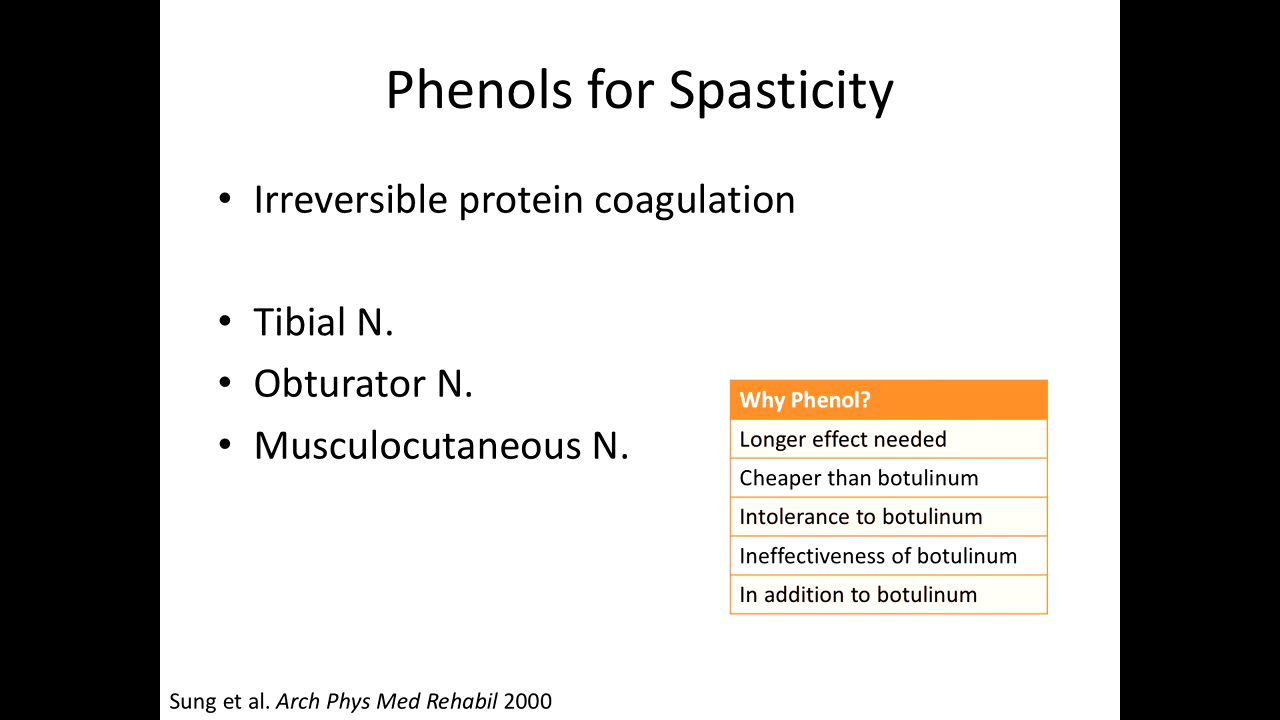 Phenols for Spasticity
• Irreversible protein coagulation
• Tibial N.
• Obturator N.
• Musculocutaneous N.
Why Phenol?
Longer effect needed
Cheaper than botulinum
Intolerance to botulinum
Ineffectiveness of botulinum
In addition to botulinum
Sung et al. Arch Phys Med Rehabil 2000